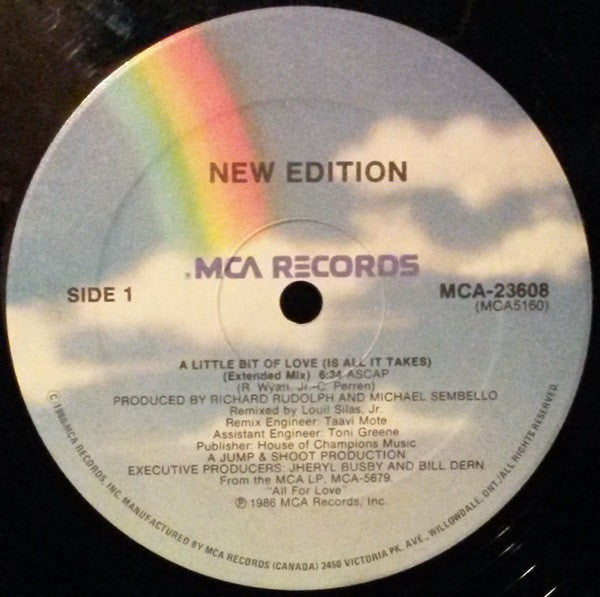 NEW EDITION
®MCA RECORDS
SIDE 1
MCA-23608
(MCA5160)
A LITTLE BIT OF LOVE (IS ALL IT TAKES)
(Extended Mix) 6:34 ASCAP
(R. Wyatt, Jr.-C. Perren)
PRODUCED BY RICHARD RUDOLPH AND MICHAEL SEMBELLO
Remixed by Louil Silas, Jr.
Remix Engineer: Taavi Mote
Assistant Engineer: Toni Greene
Publisher: House of Champions Music
A JUMP & SHOOT PRODUCTION
EXECUTIVE PRODUCERS: JHERYL BUSBY AND BILL DERN
From the MCA LP, MCA-5679,
"All For Love"
℗ 1986 MCA Records, Inc.
© 1980 MCA RECORDS, INC. MANUFACTURED BY MCA RECORDS (CANADA) 2450 VICTORIA PK. AVE., WILLOWDALE, ONT./ALL RIGHTS RESERVED.